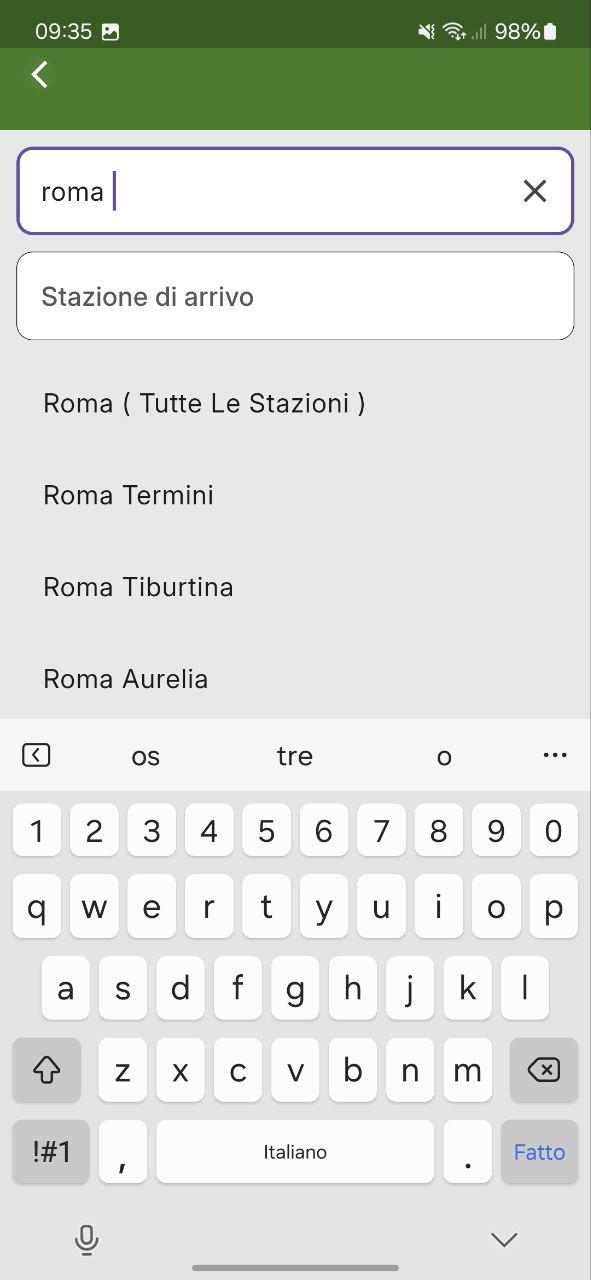 09:35 98%
roma
Stazione di arrivo
Roma ( Tutte Le Stazioni )
Roma Termini
Roma Tiburtina
Roma Aurelia
os tre o ...
1 2 3 4 5 6 7 8 9 0
q w e r t y u i o p
a s d f g h j k l
z x c v b n m
!#1 , Italiano . Fatto